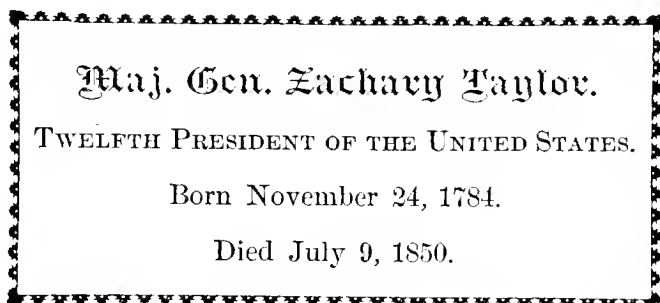 Maj. Gen. Zachary Taylor.
TWELFTH PRESIDENT OF THE UNITED STATES.
Born November 24, 1784.
Died July 9, 1850.